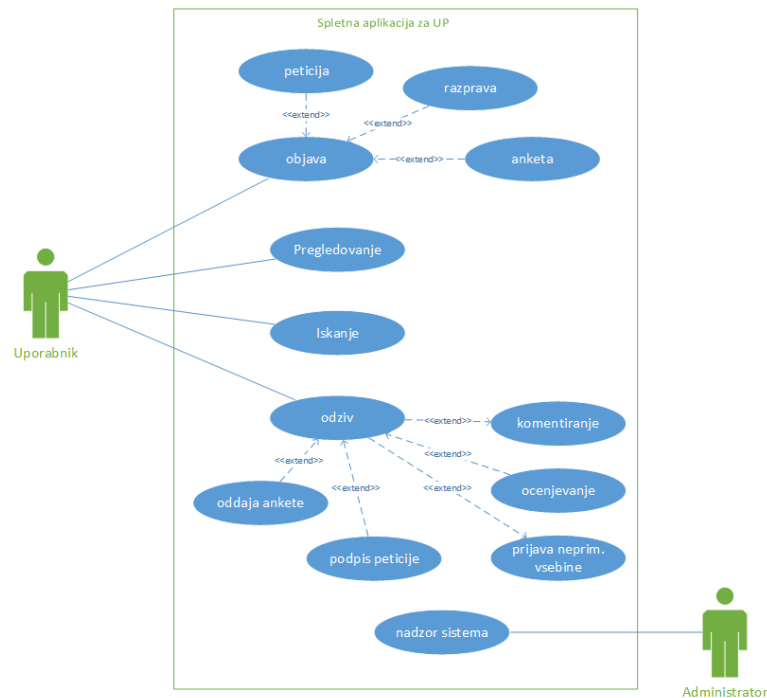 Spletna aplikacija za UP
peticija
razprava
<<extend>>
<<extend>>
objava
<<extend>>
anketa
Pregledovanje
Uporabnik
Iskanje
odziv
<<extend>>
komentiranje
<<extend>>
<<extend>>
oddaja ankete
<<extend>>
<<extend>>
ocenjevanje
podpis peticije
prijava neprim.
vsebine
nadzor sistema
Administrator